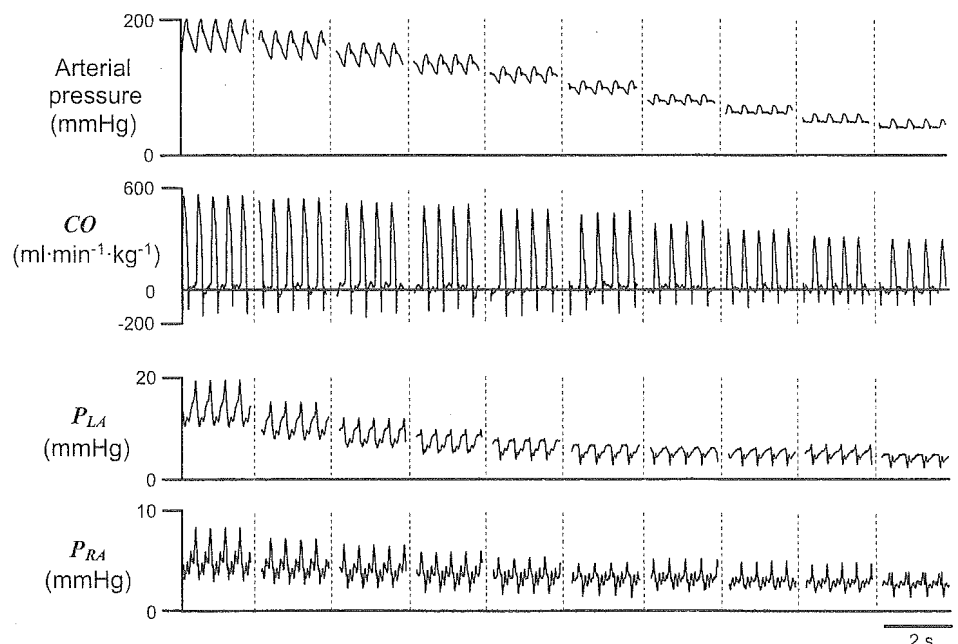 200
Arterial
pressure
(mmHg)
0
600
CO
(ml·min⁻¹·kg⁻¹)
0
-200
20
P_LA
(mmHg)
0
10
P_RA
(mmHg)
0
2 s